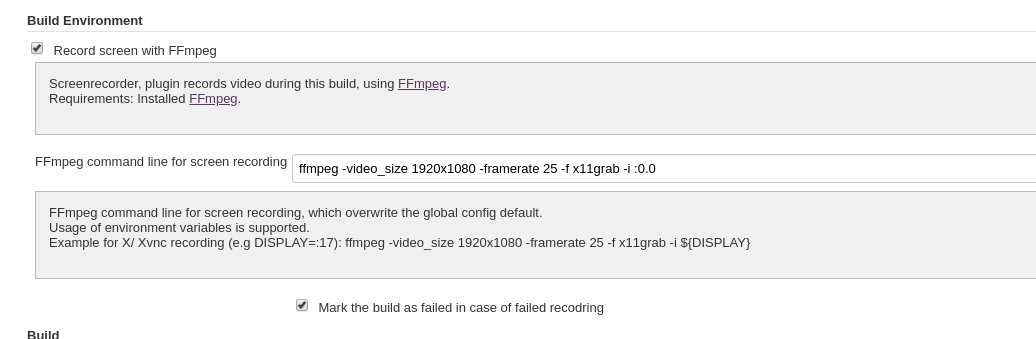 Build Environment
Record screen with FFmpeg
Screenrecorder, plugin records video during this build, using FFmpeg.
Requirements: Installed FFmpeg.
FFmpeg command line for screen recording
ffmpeg -video_size 1920x1080 -framerate 25 -f x11grab -i :0.0
FFmpeg command line for screen recording, which overwrite the global config default.
Usage of environment variables is supported.
Example for X/ Xvnc recording (e.g DISPLAY=:17): ffmpeg -video_size 1920x1080 -framerate 25 -f x11grab -i ${DISPLAY}
Mark the build as failed in case of failed recodring
Build